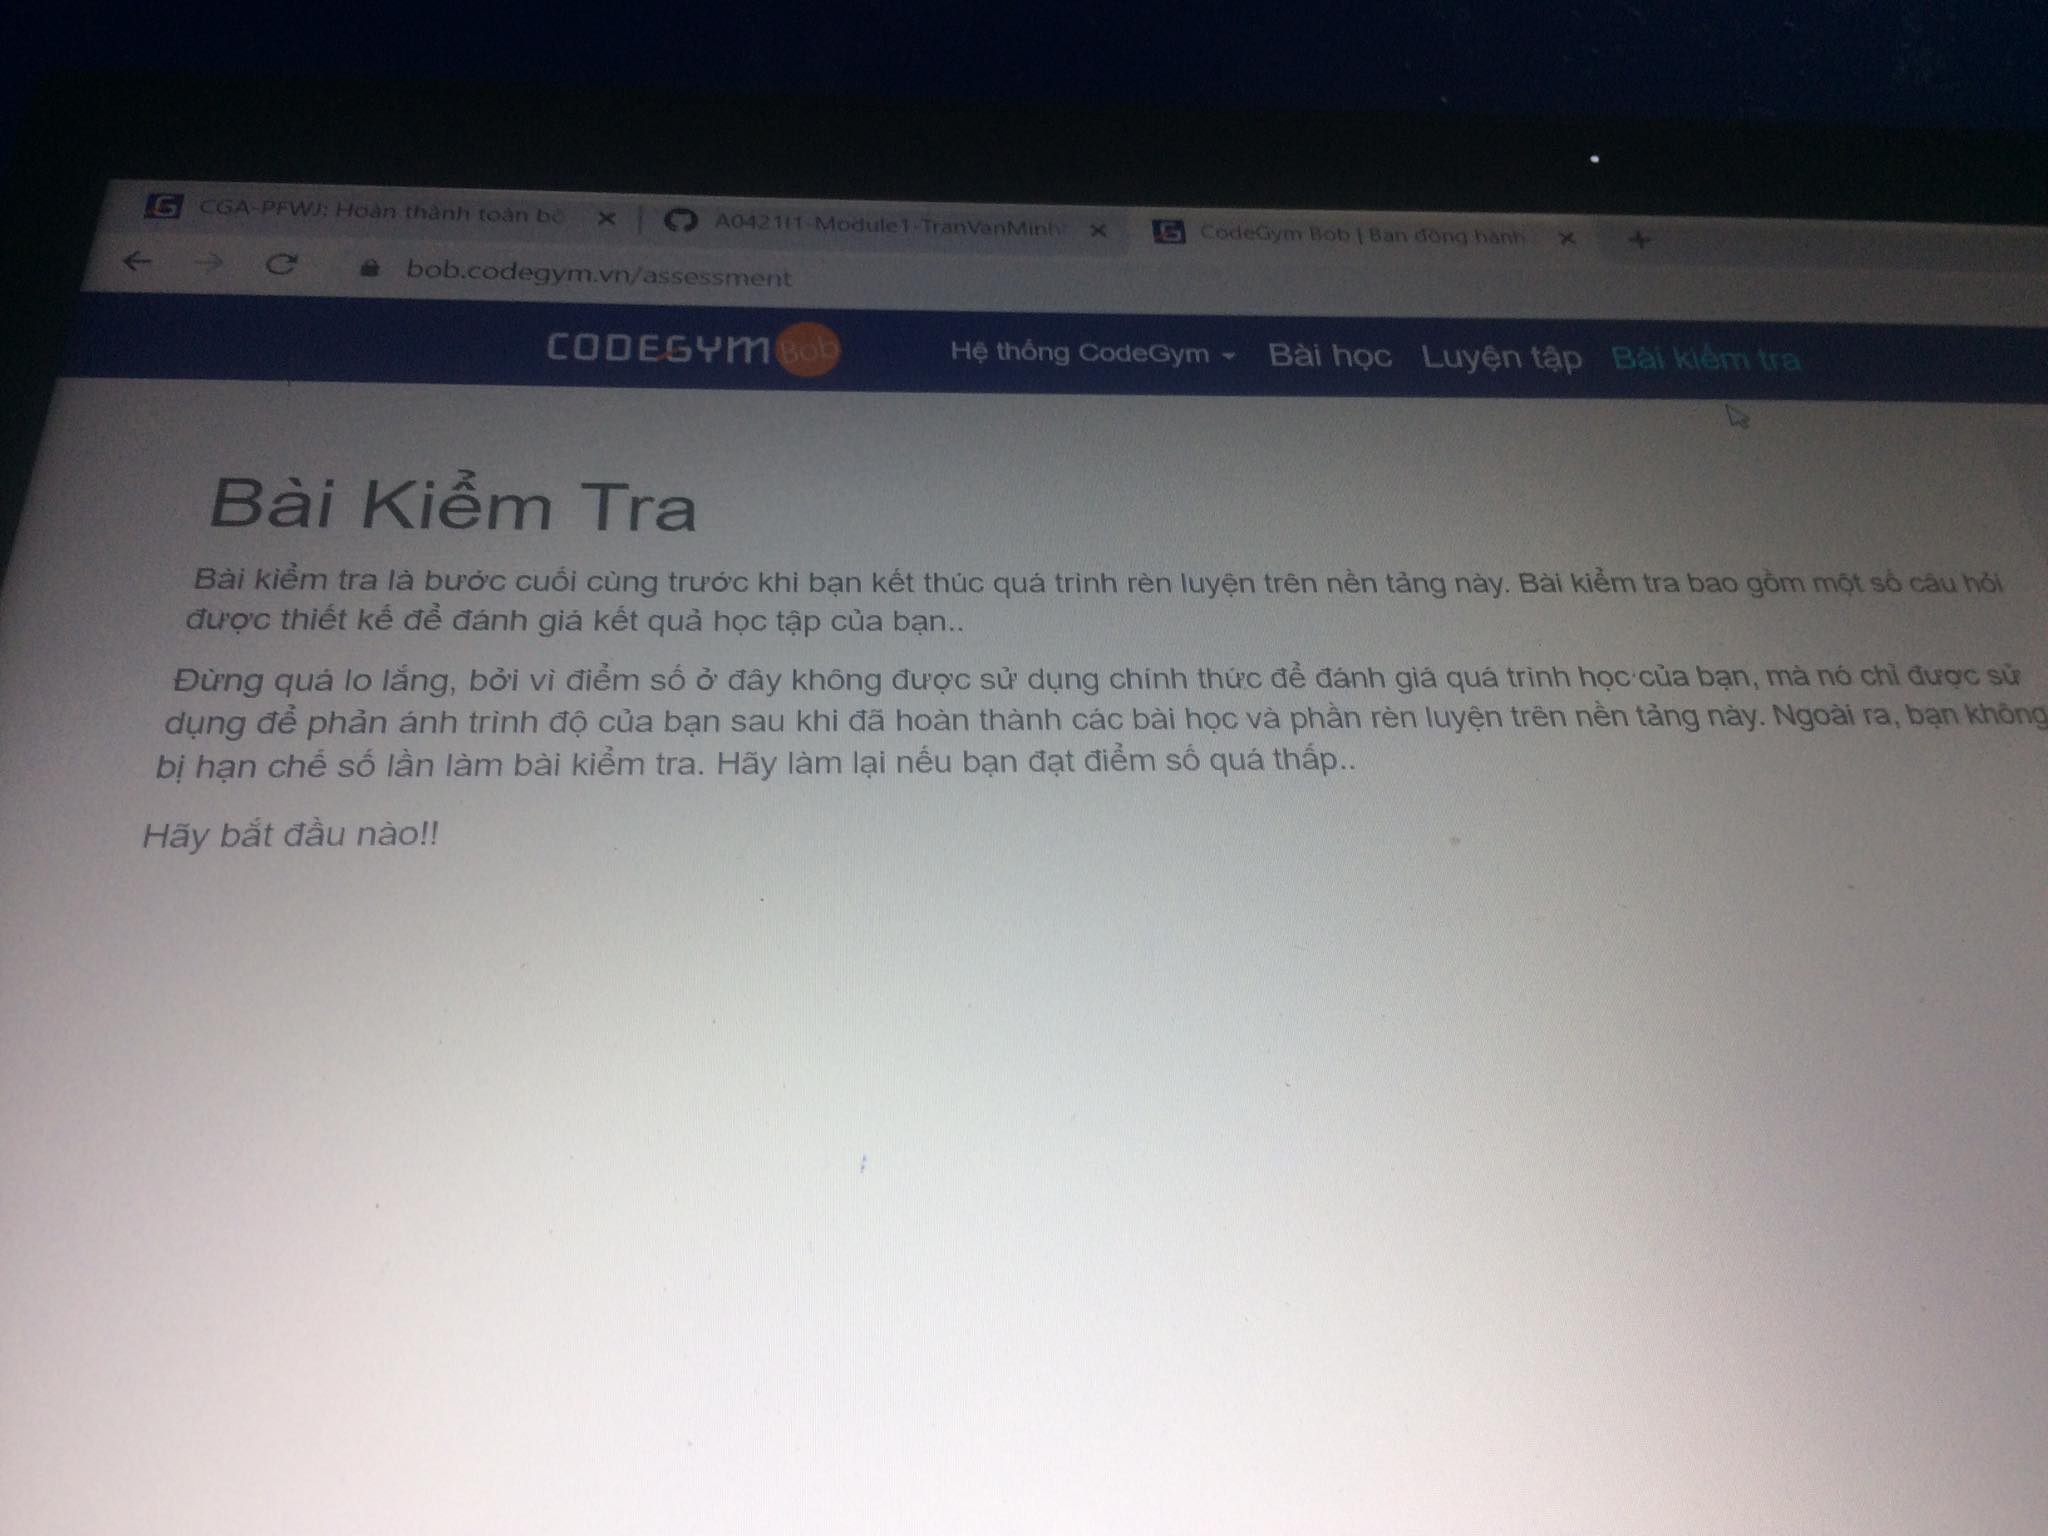 CGA-PFWJ: Hoàn thành toàn bộ
A0421I1-Module1-TranVanMinh
CodeGym Bob | Bạn đồng hành
bob.codegym.vn/assessment
CODEGYM Bob
Hệ thống CodeGym
Bài học
Luyện tập
Bài kiểm tra
Bài Kiểm Tra
Bài kiểm tra là bước cuối cùng trước khi bạn kết thúc quá trình rèn luyện trên nền tảng này. Bài kiểm tra bao gồm một số câu hỏi
được thiết kế để đánh giá kết quả học tập của bạn..
Đừng quá lo lắng, bởi vì điểm số ở đây không được sử dụng chính thức để đánh giá quá trình học của bạn, mà nó chỉ được sử
dụng để phản ánh trình độ của bạn sau khi đã hoàn thành các bài học và phần rèn luyện trên nền tảng này. Ngoài ra, bạn không
bị hạn chế số lần làm bài kiểm tra. Hãy làm lại nếu bạn đạt điểm số quá thấp..
Hãy bắt đầu nào!!